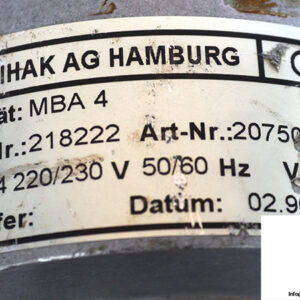 IHAK AG HAMBURG
ät: MBA 4
Nr.: 218222 Art-Nr.: 20750
4 220/230 V 50/60 Hz V
fer: Datum: 02.9